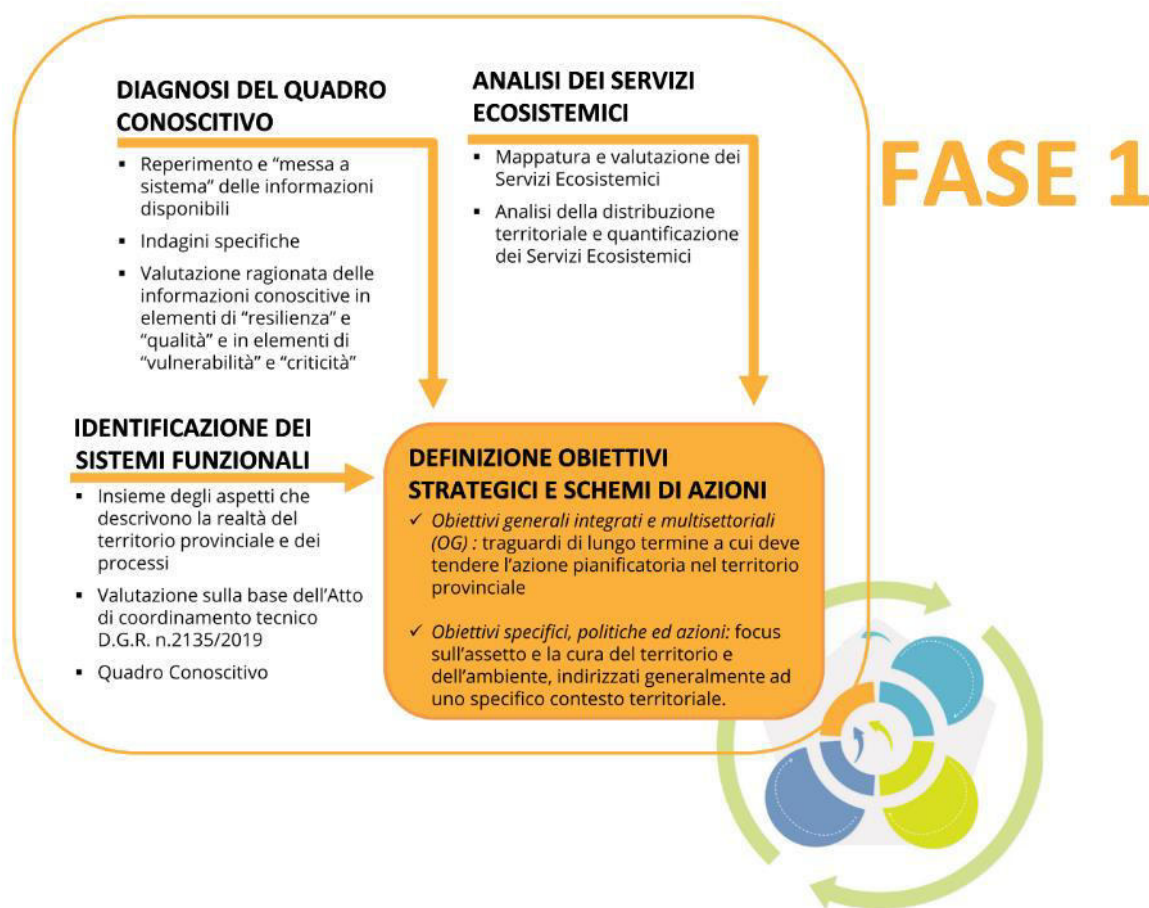 DIAGNOSI DEL QUADRO
CONOSCITIVO
▪ Reperimento e “messa a
sistema” delle informazioni
disponibili
▪ Indagini specifiche
▪ Valutazione ragionata delle
informazioni conoscitive in
elementi di “resilienza” e
“qualità” e in elementi di
“vulnerabilità” e “criticità”
ANALISI DEI SERVIZI
ECOSISTEMICI
▪ Mappatura e valutazione dei
Servizi Ecosistemici
▪ Analisi della distribuzione
territoriale e quantificazione
dei Servizi Ecosistemici
FASE 1
IDENTIFICAZIONE DEI
SISTEMI FUNZIONALI
▪ Insieme degli aspetti che
descrivono la realtà del
territorio provinciale e dei
processi
▪ Valutazione sulla base dell’Atto
di coordinamento tecnico
D.G.R. n.2135/2019
▪ Quadro Conoscitivo
DEFINIZIONE OBIETTIVI
STRATEGICI E SCHEMI DI AZIONI
✓ Obiettivi generali integrati e multisettoriali
(OG) : traguardi di lungo termine a cui deve
tendere l’azione pianificatoria nel territorio
provinciale
✓ Obiettivi specifici, politiche ed azioni: focus
sull’assetto e la cura del territorio e
dell’ambiente, indirizzati generalmente ad
uno specifico contesto territoriale.